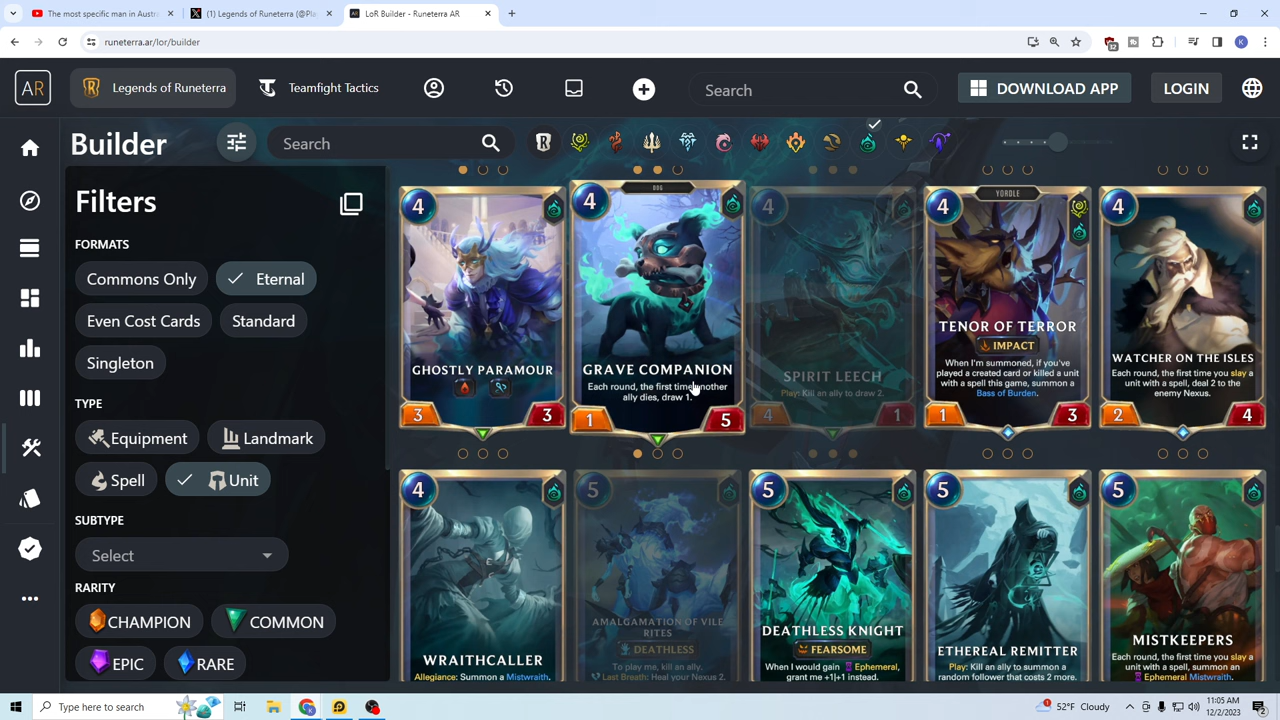 The most specific man in Austr
(1) Legends of Runeterra (@Pla
AR LoR Builder - Runeterra AR
runeterra.ar/lor/builder
12
K
AR
Legends of Runeterra
Teamfight Tactics
Search
DOWNLOAD APP
LOGIN
Builder
Search
Filters
FORMATS
Commons Only
Eternal
Even Cost Cards
Standard
Singleton
TYPE
Equipment
Landmark
Spell
Unit
SUBTYPE
Select
RARITY
CHAMPION
COMMON
EPIC
RARE
4
GHOSTLY PARAMOUR
3
3
4
DOG
GRAVE COMPANION
Each round, the first time another
ally dies, draw 1.
1
5
4
SPIRIT LEECH
Play: Kill an ally to draw 2.
4
1
4
YORDLE
TENOR OF TERROR
IMPACT
When I'm summoned, if you've
played a created card or killed a unit
with a spell this game, summon a
Bass of Burden.
1
3
4
WATCHER ON THE ISLES
Each round, the first time you slay a
unit with a spell, deal 2 to the
enemy Nexus.
2
4
4
WRAITHCALLER
Allegiance: Summon a Mistwraith.
5
AMALGAMATION OF VILE
RITES
DEATHLESS
To play me, kill an ally.
Last Breath: Heal your Nexus 2.
5
DEATHLESS KNIGHT
FEARSOME
When I would gain Ephemeral,
grant me +1|+1 instead.
5
ETHEREAL REMITTER
Play: Kill an ally to summon a
random follower that costs 2 more.
5
MISTKEEPERS
Each round, the first time you slay a
unit with a spell, summon an
Ephemeral Mistwraith.
Type here to search
52°F Cloudy
11:05 AM
12/2/2023
2